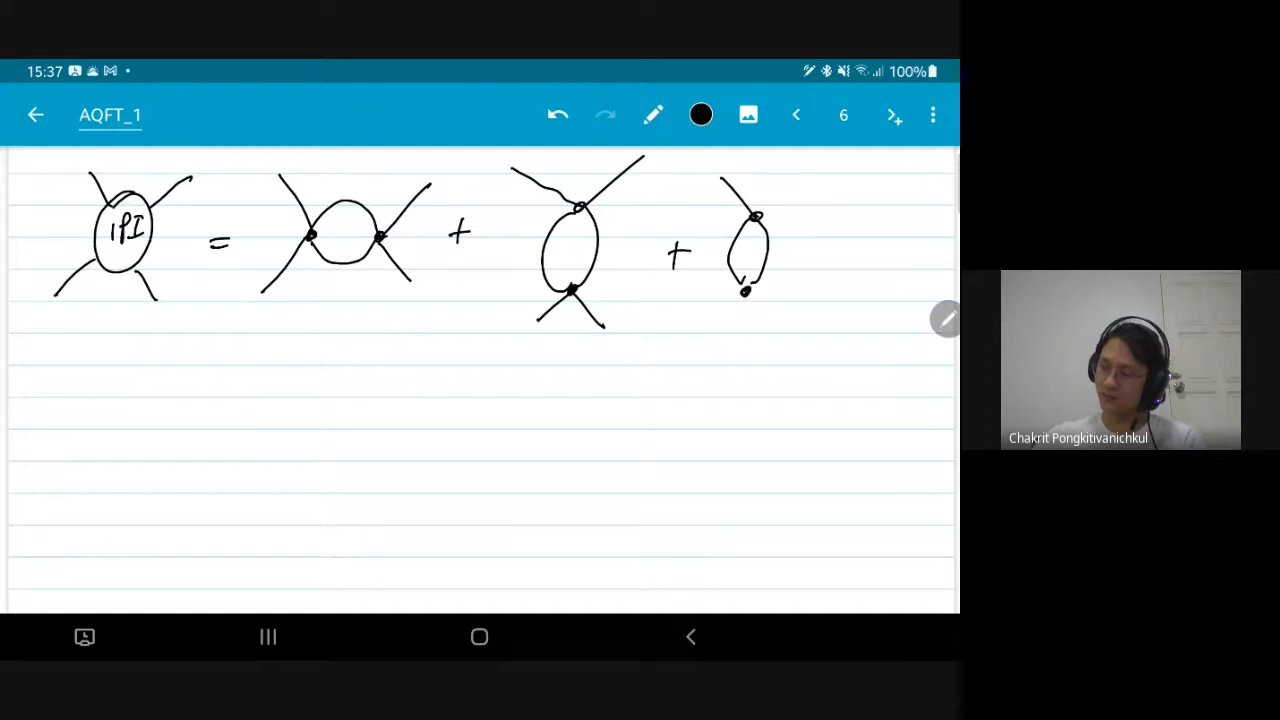 15:37 100%
AQFT_1 6
1PI = + +
Chakrit Pongkitivanichkul